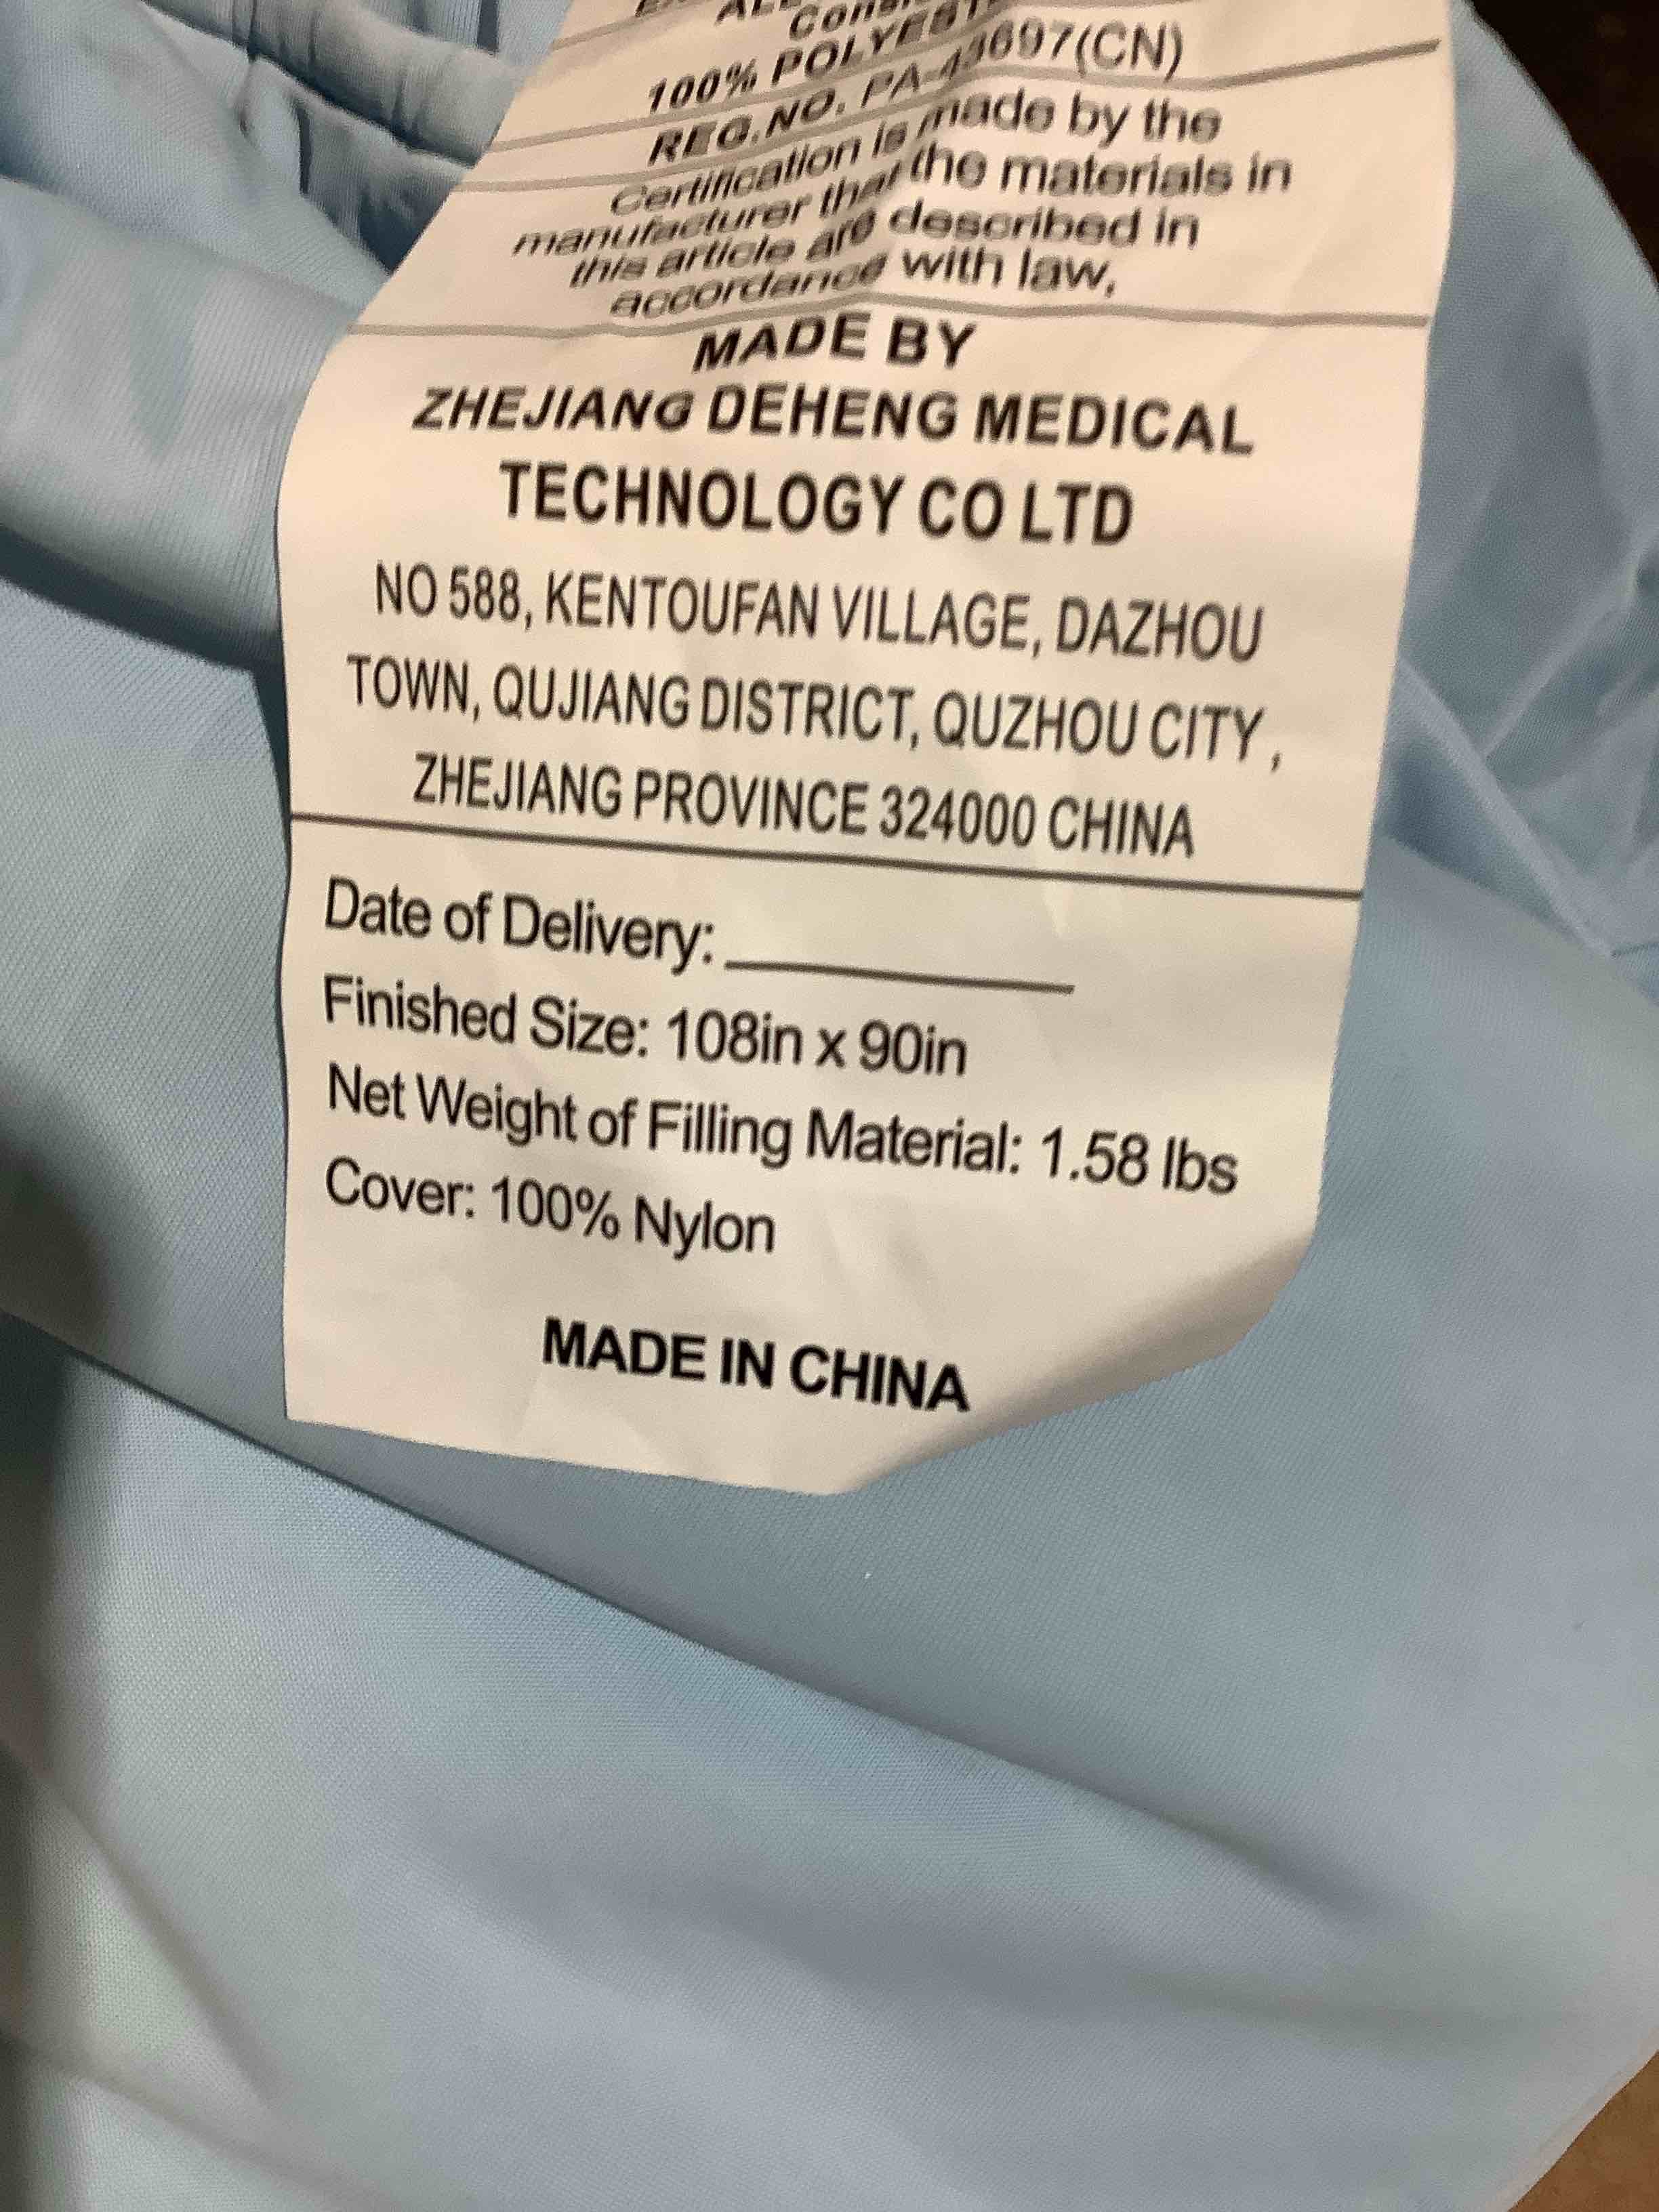 100% POLYEST
REG.NO. PA-43697(CN)
Certification is made by the
manufacturer that the materials in
this article are described in
accordance with law,
MADE BY
ZHEJIANG DEHENG MEDICAL
TECHNOLOGY CO LTD
NO 588, KENTOUFAN VILLAGE, DAZHOU
TOWN, QUJIANG DISTRICT, QUZHOU CITY ,
ZHEJIANG PROVINCE 324000 CHINA
Date of Delivery:
Finished Size: 108in x 90in
Net Weight of Filling Material: 1.58 lbs
Cover: 100% Nylon
MADE IN CHINA